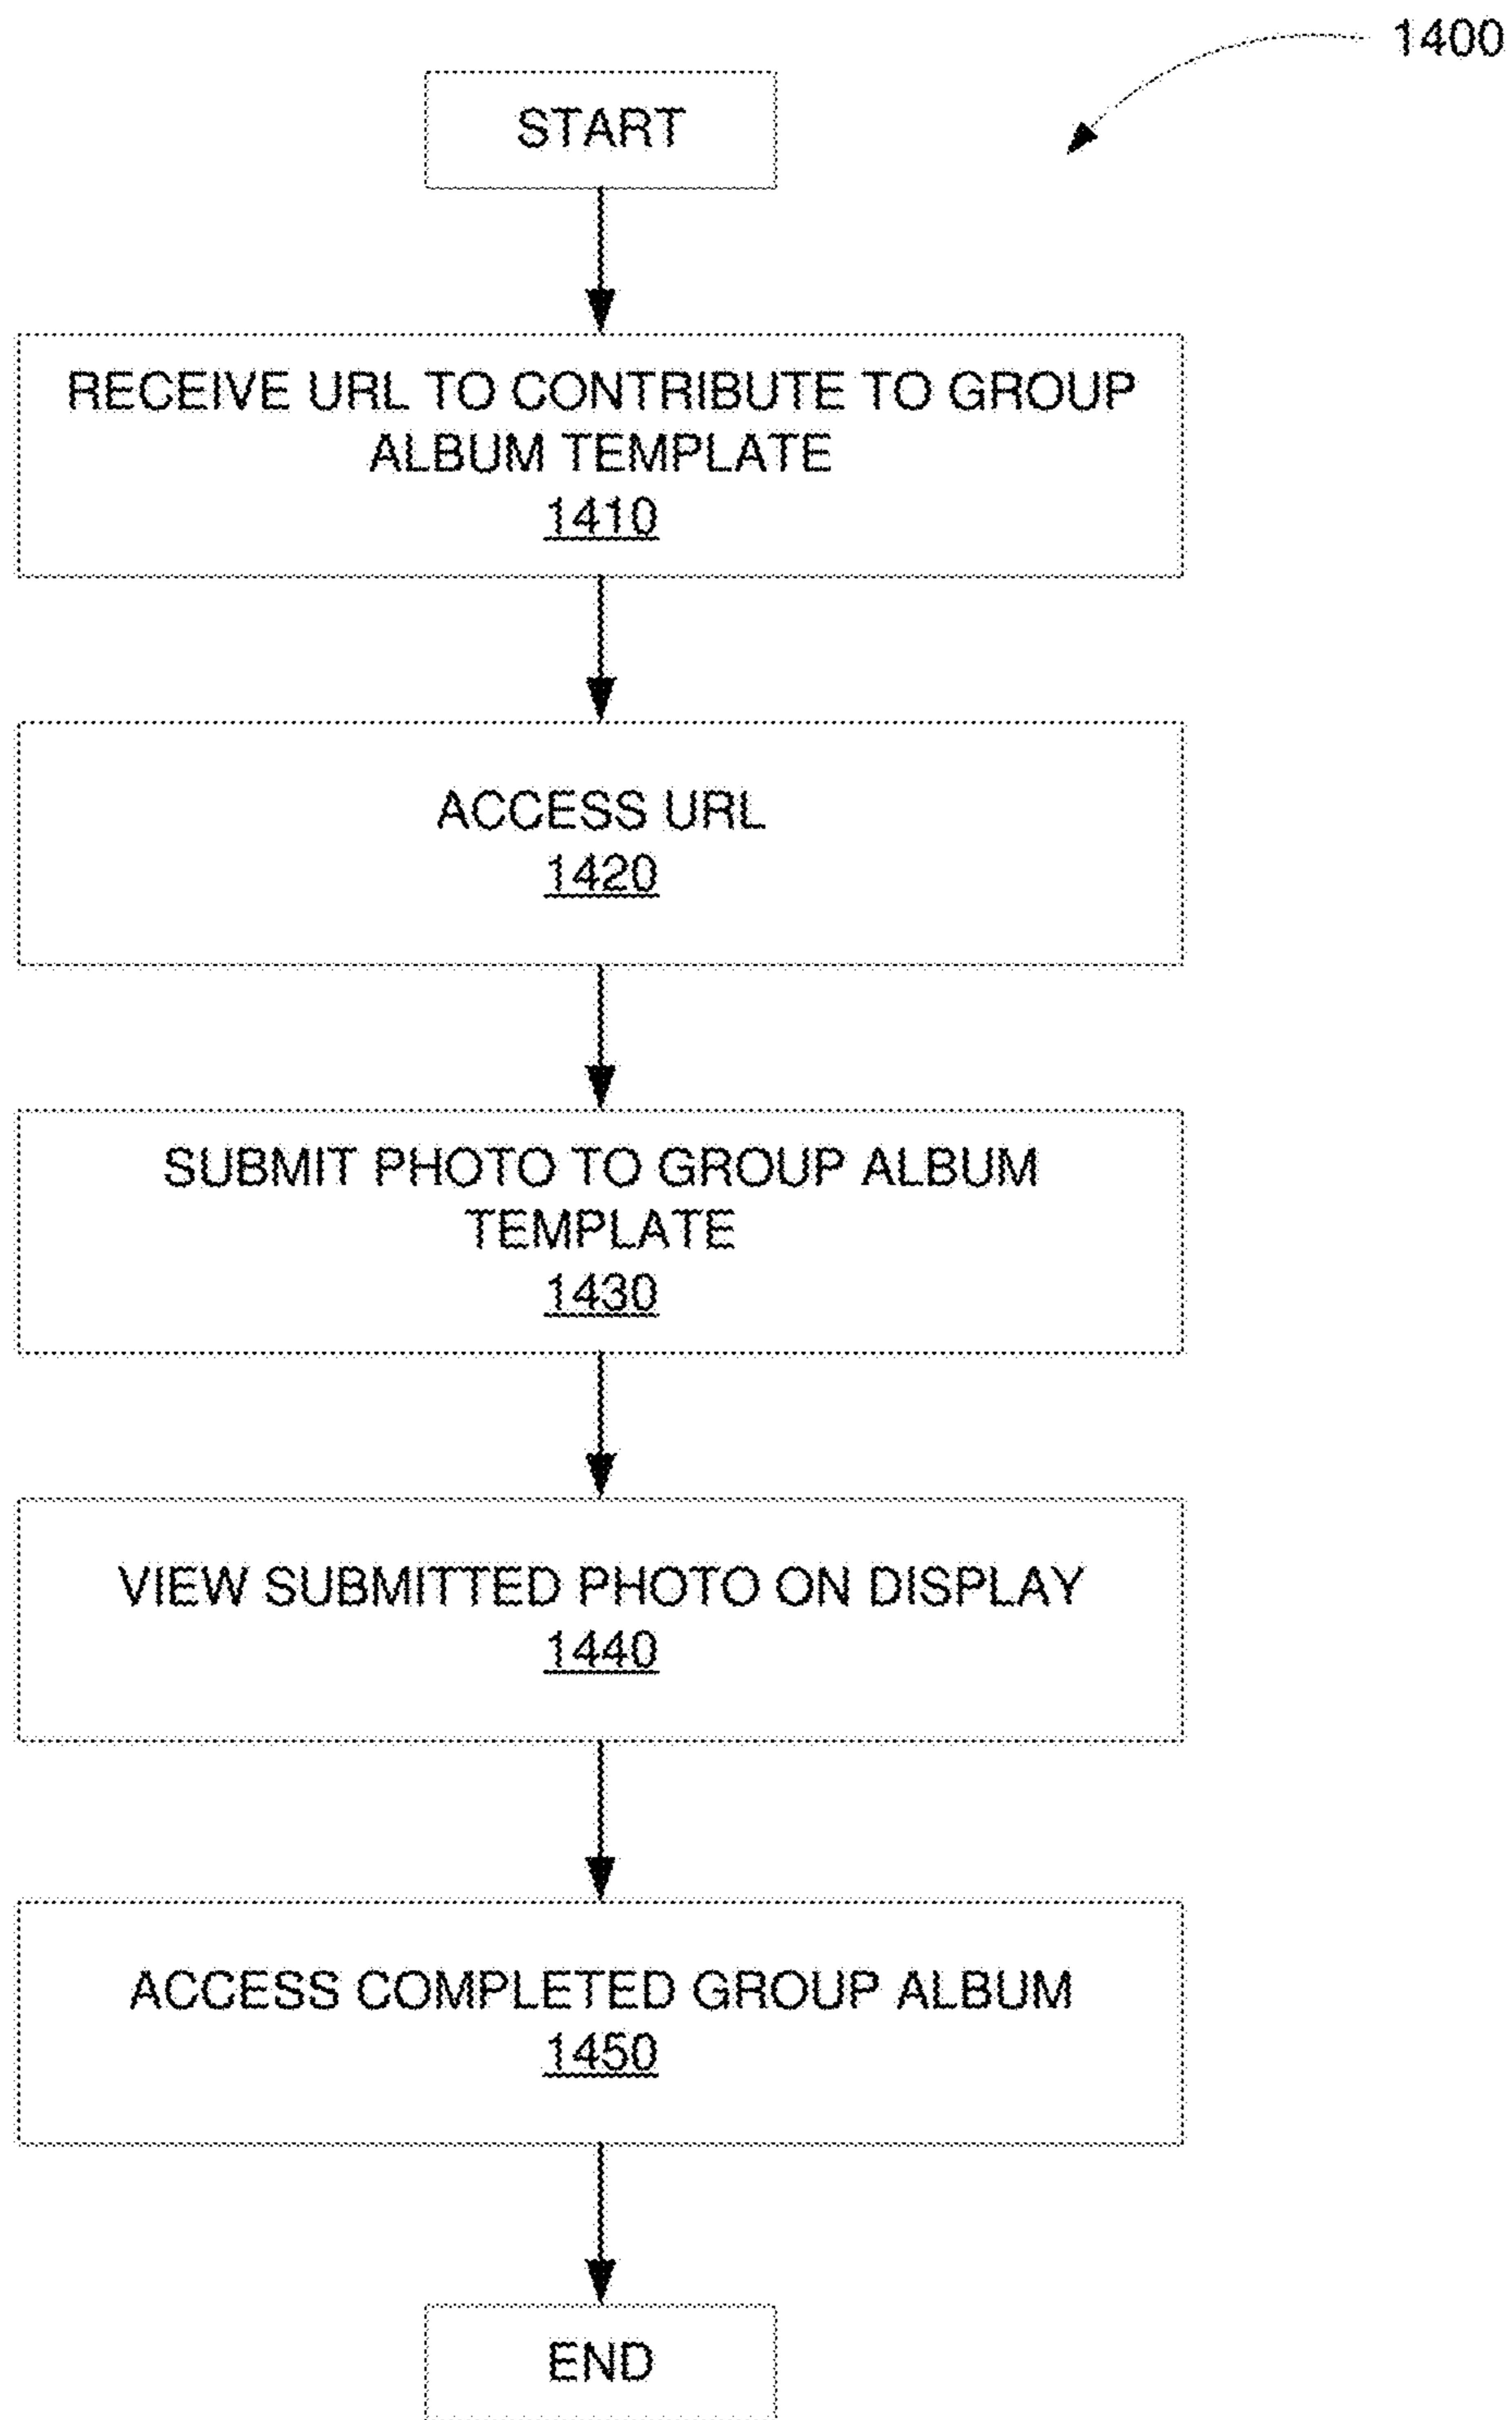 1400
START
RECEIVE URL TO CONTRIBUTE TO GROUP
ALBUM TEMPLATE
1410
ACCESS URL
1420
SUBMIT PHOTO TO GROUP ALBUM
TEMPLATE
1430
VIEW SUBMITTED PHOTO ON DISPLAY
1440
ACCESS COMPLETED GROUP ALBUM
1450
END